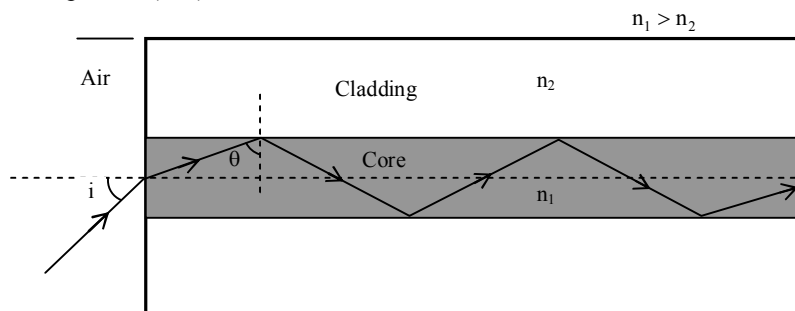 n₁ > n₂
Air
Cladding
n₂
θ
Core
i
n₁